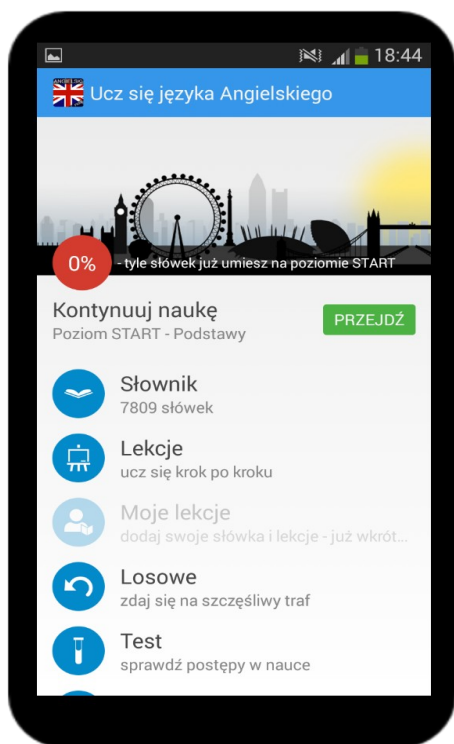 18:44
ANGIELSKI
Ucz się języka Angielskiego
0%
- tyle słówek już umiesz na poziomie START
Kontynuuj naukę
Poziom START - Podstawy
PRZEJDŹ
Słownik
7809 słówek
Lekcje
ucz się krok po kroku
Moje lekcje
dodaj swoje słówka i lekcje - już wkrót...
Losowe
zdaj się na szczęśliwy traf
Test
sprawdź postępy w nauce